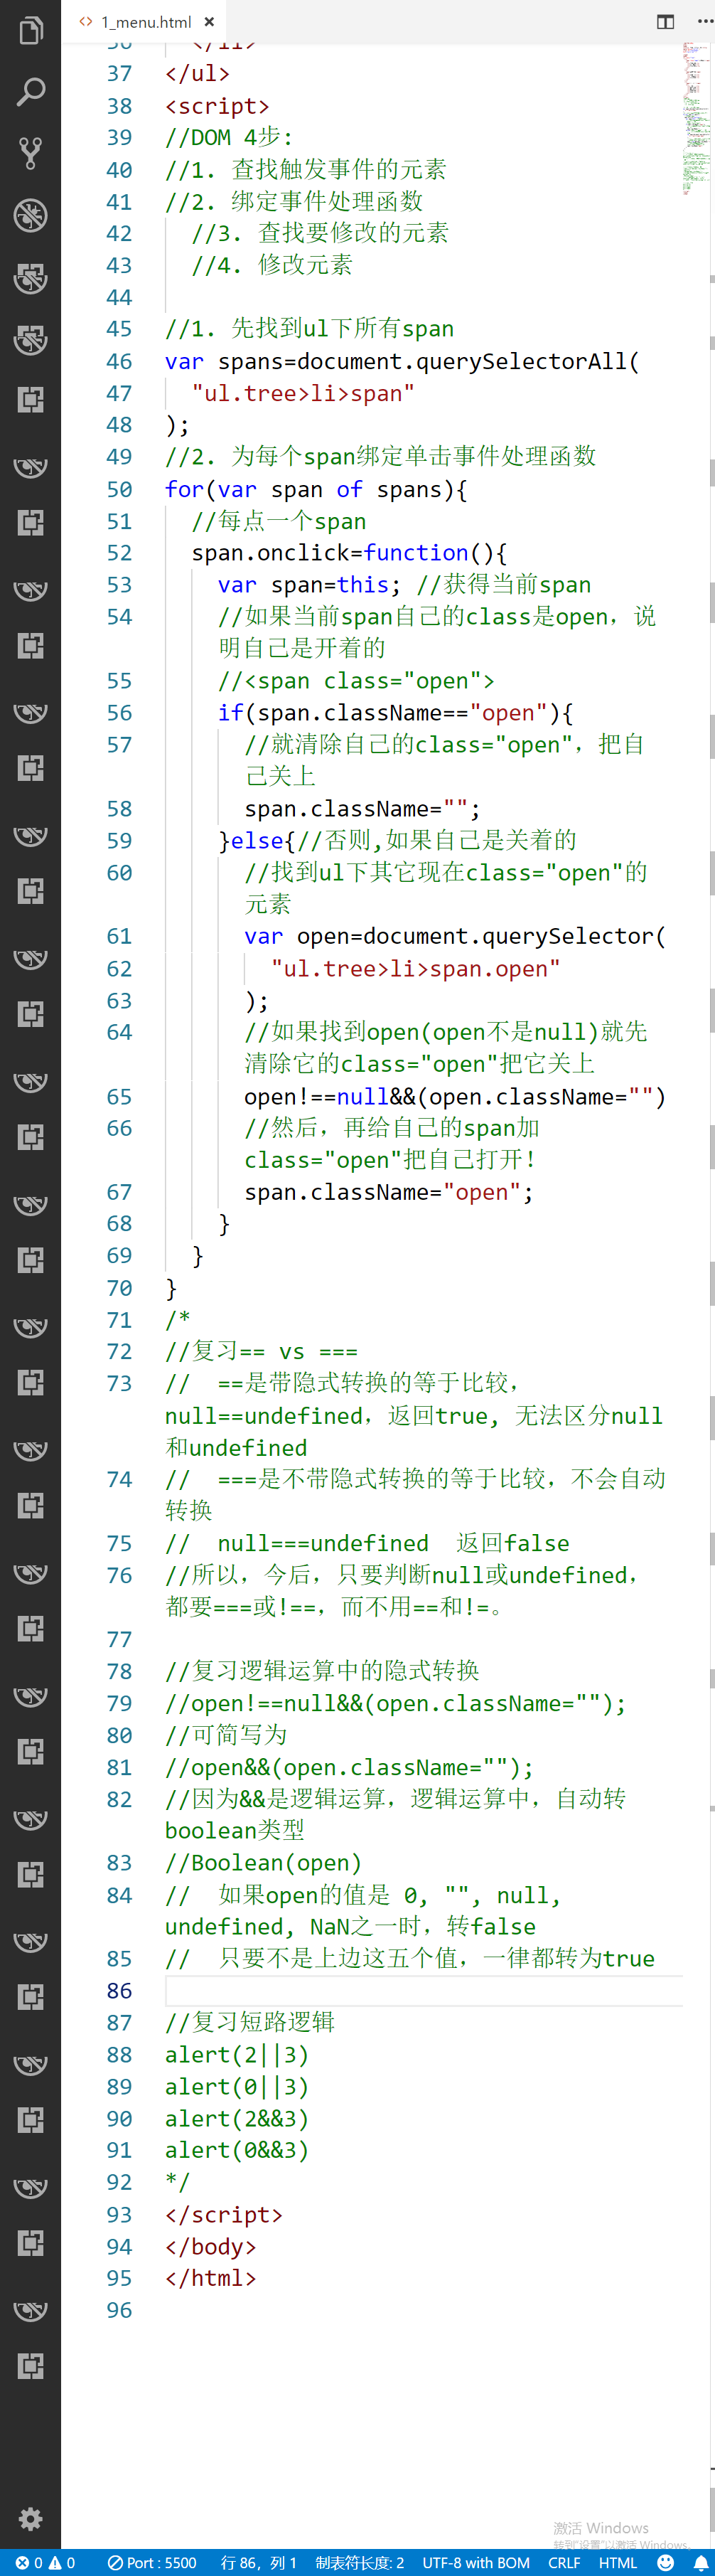 1_menu.html
36 </li>
37 </ul>
38 <script>
39 //DOM 4步:
40 //1. 查找触发事件的元素
41 //2. 绑定事件处理函数
42 //3. 查找要修改的元素
43 //4. 修改元素
44
45 //1. 先找到ul下所有span
46 var spans=document.querySelectorAll(
47 "ul.tree>li>span"
48 );
49 //2. 为每个span绑定单击事件处理函数
50 for(var span of spans){
51 //每点一个span
52 span.onclick=function(){
53 var span=this; //获得当前span
54 //如果当前span自己的class是open，说
明自己是开着的
55 //<span class="open">
56 if(span.className=="open"){
57 //就清除自己的class="open"，把自
己关上
58 span.className="";
59 }else{//否则,如果自己是关着的
60 //找到ul下其它现在class="open"的
元素
61 var open=document.querySelector(
62 "ul.tree>li>span.open"
63 );
64 //如果找到open(open不是null)就先
清除它的class="open"把它关上
65 open!==null&&(open.className="")
66 //然后，再给自己的span加
class="open"把自己打开！
67 span.className="open";
68 }
69 }
70 }
71 /*
72 //复习== vs ===
73 // ==是带隐式转换的等于比较，
null==undefined，返回true, 无法区分null
和undefined
74 // ===是不带隐式转换的等于比较，不会自动
转换
75 // null===undefined 返回false
76 //所以，今后，只要判断null或undefined，
都要===或!==，而不用==和!=。
77
78 //复习逻辑运算中的隐式转换
79 //open!==null&&(open.className="");
80 //可简写为
81 //open&&(open.className="");
82 //因为&&是逻辑运算，逻辑运算中，自动转
boolean类型
83 //Boolean(open)
84 // 如果open的值是 0, "", null,
undefined, NaN之一时，转false
85 // 只要不是上边这五个值，一律都转为true
86
87 //复习短路逻辑
88 alert(2||3)
89 alert(0||3)
90 alert(2&&3)
91 alert(0&&3)
92 */
93 </script>
94 </body>
95 </html>
96
激活 Windows
转到"设置"以激活 Windows。
0 0 Port : 5500 行 86，列 1 制表符长度: 2 UTF-8 with BOM CRLF HTML